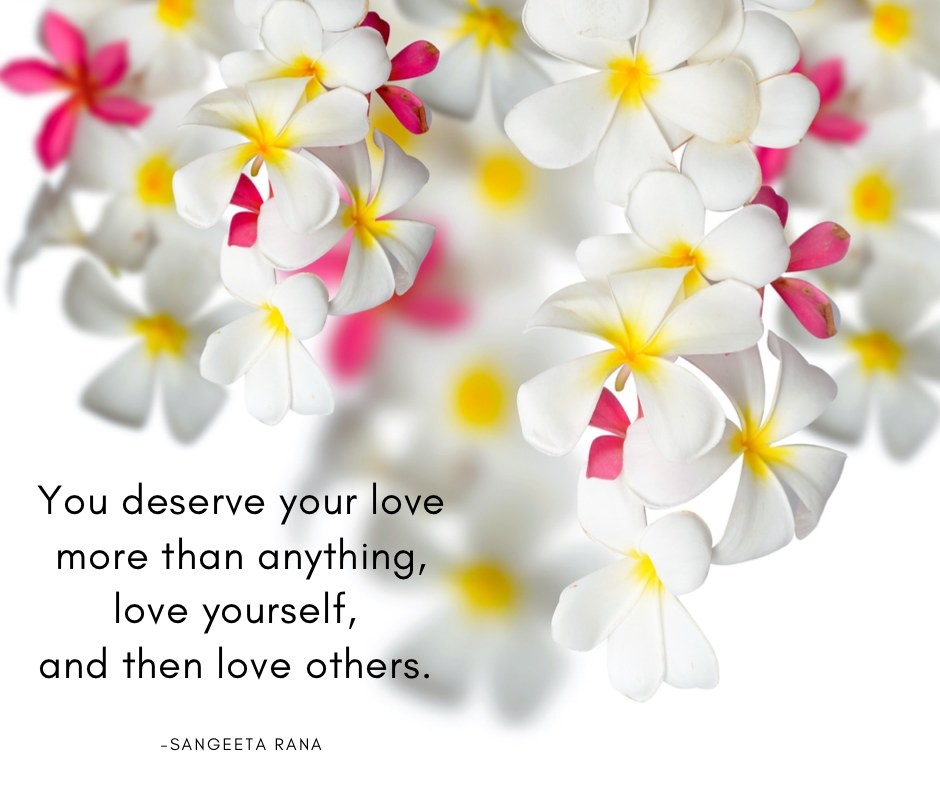 You deserve your love
more than anything,
love yourself,
and then love others.
-SANGEETA RANA